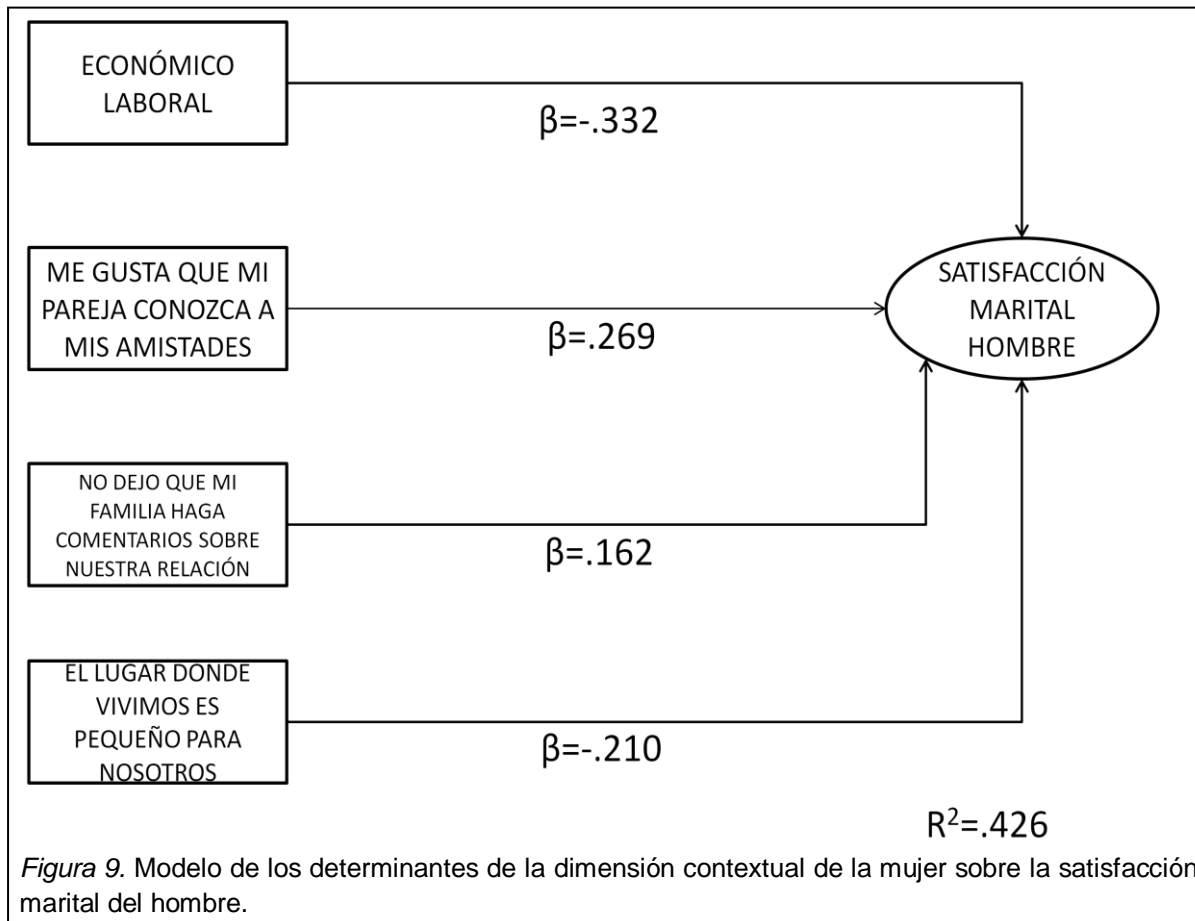 ECONÓMICO
LABORAL
β=-.332
ME GUSTA QUE MI
PAREJA CONOZCA A
MIS AMISTADES
β=.269
SATISFACCIÓN
MARITAL
HOMBRE
NO DEJO QUE MI
FAMILIA HAGA
COMENTARIOS SOBRE
NUESTRA RELACIÓN
β=.162
EL LUGAR DONDE
VIVIMOS ES
PEQUEÑO PARA
NOSOTROS
β=-.210
R²=.426
Figura 9. Modelo de los determinantes de la dimensión contextual de la mujer sobre la satisfacción
marital del hombre.